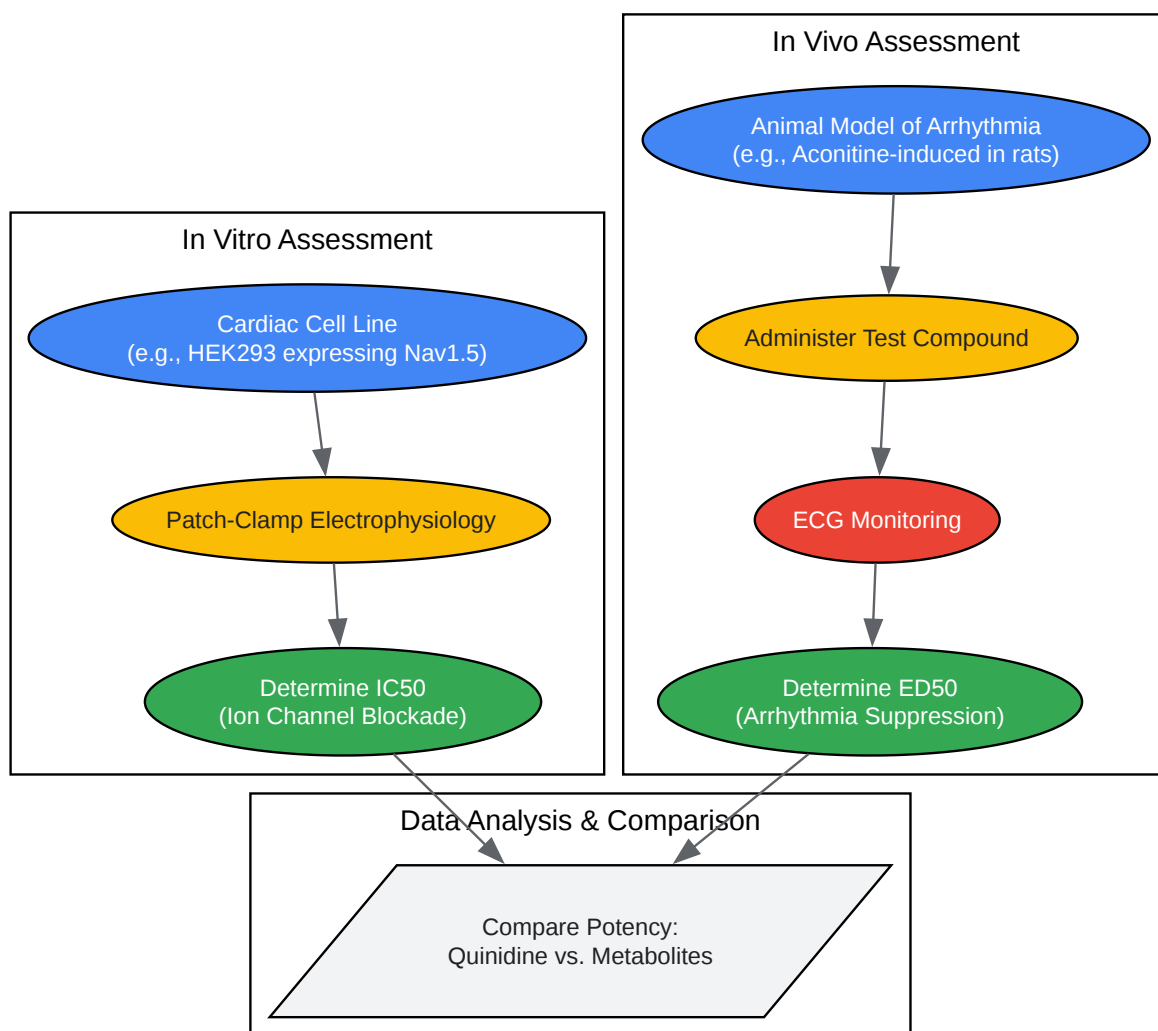 In Vitro Assessment
Cardiac Cell Line
(e.g., HEK293 expressing Nav1.5)
Patch-Clamp Electrophysiology
Determine IC50
(Ion Channel Blockade)
In Vivo Assessment
Animal Model of Arrhythmia
(e.g., Aconitine-induced in rats)
Administer Test Compound
ECG Monitoring
Determine ED50
(Arrhythmia Suppression)
Data Analysis & Comparison
Compare Potency:
Quinidine vs. Metabolites